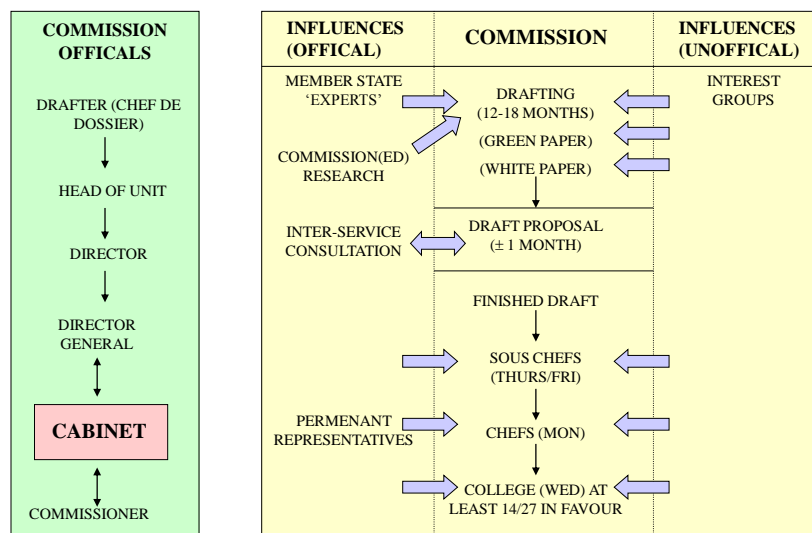 COMMISSION
OFFICALS
DRAFTER (CHEF DE
DOSSIER)
HEAD OF UNIT
DIRECTOR
DIRECTOR
GENERAL
CABINET
COMMISSIONER
INFLUENCES
(OFFICAL)
MEMBER STATE
‘EXPERTS’
COMMISSION(ED)
RESEARCH
INTER-SERVICE
CONSULTATION
PERMENANT
REPRESENTATIVES
COMMISSION
DRAFTING
(12-18 MONTHS)
(GREEN PAPER)
(WHITE PAPER)
DRAFT PROPOSAL
(± 1 MONTH)
FINISHED DRAFT
SOUS CHEFS
(THURS/FRI)
CHEFS (MON)
COLLEGE (WED) AT
LEAST 14/27 IN FAVOUR
INFLUENCES
(UNOFFICAL)
INTEREST
GROUPS